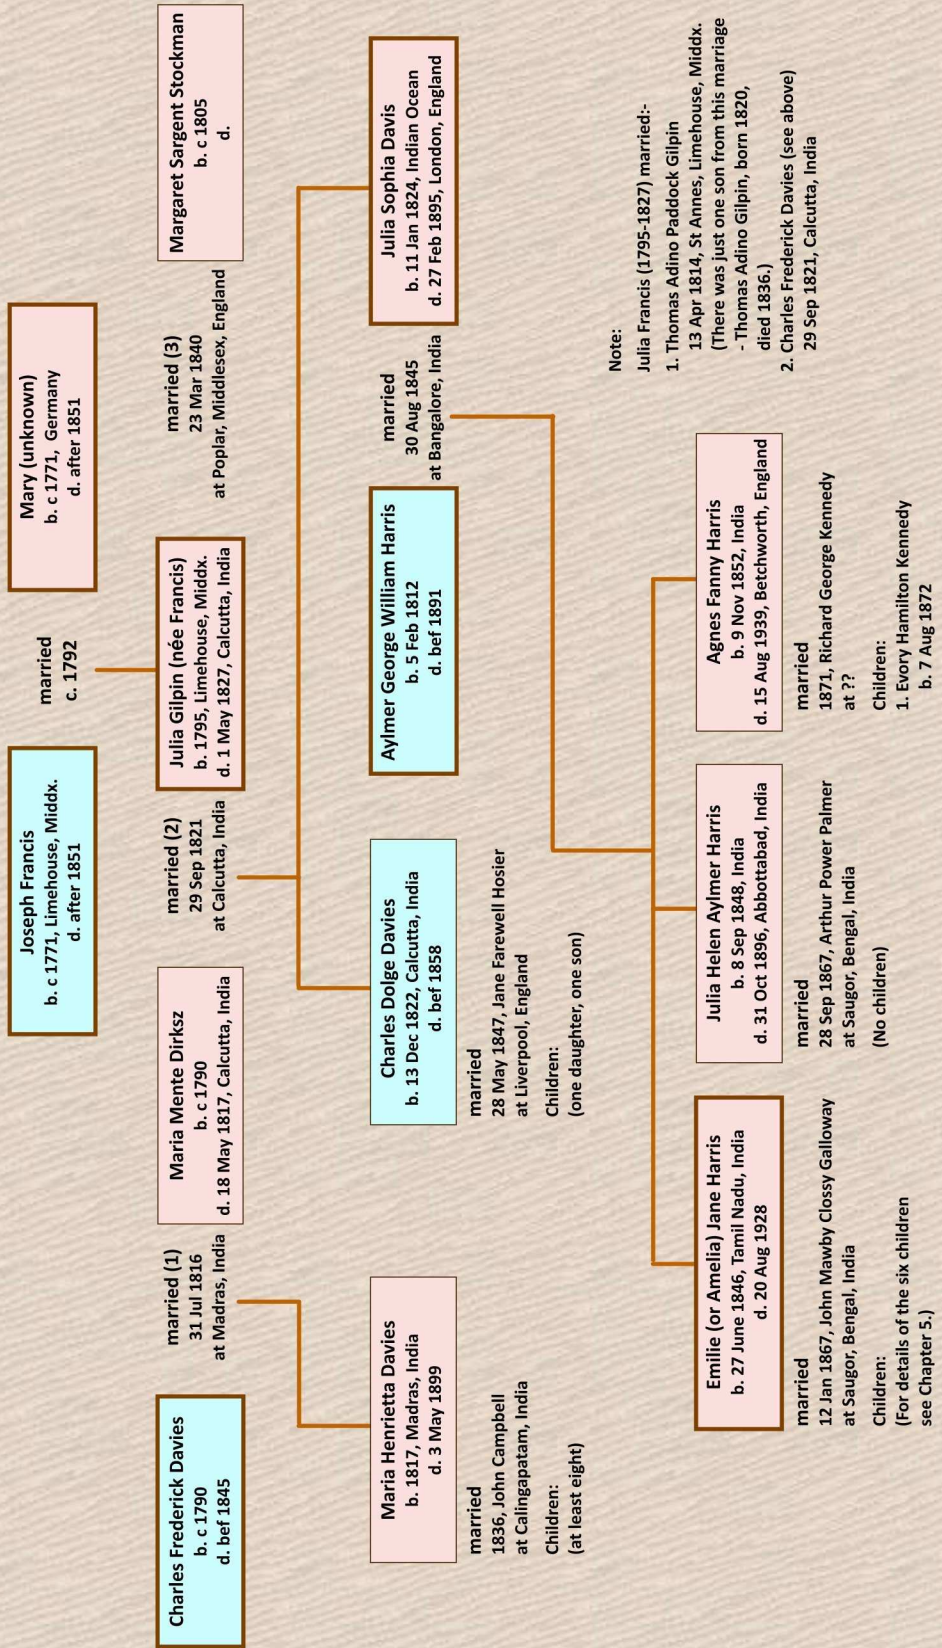 Joseph Francis
b. c 1771, Limehouse, Middx.
d. after 1851
married
c. 1792
Mary (unknown)
b. c 1771, Germany
d. after 1851
Charles Frederick Davies
b. c 1790
d. bef 1845
married (1)
31 Jul 1816
at Madras, India
Maria Mente Dirksz
b. c 1790
d. 18 May 1817, Calcutta, India
married (2)
29 Sep 1821
at Calcutta, India
Julia Gilpin (née Francis)
b. 1795, Limehouse, Middx.
d. 1 May 1827, Calcutta, India
married (3)
23 Mar 1840
at Poplar, Middlesex, England
Margaret Sargent Stockman
b. c 1805
d.
Maria Henrietta Davies
b. 1817, Madras, India
d. 3 May 1899
married
1836, John Campbell
at Calingapatam, India
Children:
(at least eight)
Charles Dolge Davies
b. 13 Dec 1822, Calcutta, India
d. bef 1858
married
28 May 1847, Jane Farewell Hosier
at Liverpool, England
Children:
(one daughter, one son)
Aylmer George William Harris
b. 5 Feb 1812
d. bef 1891
married
30 Aug 1845
at Bangalore, India
Julia Sophia Davis
b. 11 Jan 1824, Indian Ocean
d. 27 Feb 1895, London, England
Emilie (or Amelia) Jane Harris
b. 27 June 1846, Tamil Nadu, India
d. 20 Aug 1928
married
12 Jan 1867, John Mawby Clossy Galloway
at Saugor, Bengal, India
Children:
(For details of the six children
see Chapter 5.)
Julia Helen Aylmer Harris
b. 8 Sep 1848, India
d. 31 Oct 1896, Abbottabad, India
married
28 Sep 1867, Arthur Power Palmer
at Saugor, Bengal, India
(No children)
Agnes Fanny Harris
b. 9 Nov 1852, India
d. 15 Aug 1939, Betchworth, England
married
1871, Richard George Kennedy
at ??
Children:
1. Evory Hamilton Kennedy
b. 7 Aug 1872
Note:
Julia Francis (1795-1827) married:-
1. Thomas Adino Paddock Gilpin
13 Apr 1814, St Annes, Limehouse, Middx.
(There was just one son from this marriage
- Thomas Adino Gilpin, born 1820,
died 1836.)
2. Charles Frederick Davies (see above)
29 Sep 1821, Calcutta, India